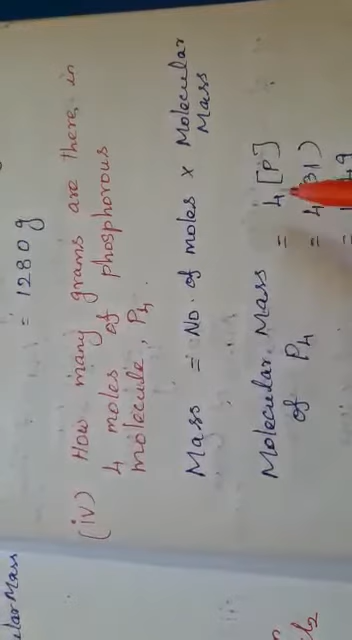 = 1280 g
(iv) How many grams are there in
4 moles of phosphorous
molecule, P4.
Mass = No. of moles x Molecular
Mass
Molecular Mass = 4 [P]
of P4 = 4 31)
=